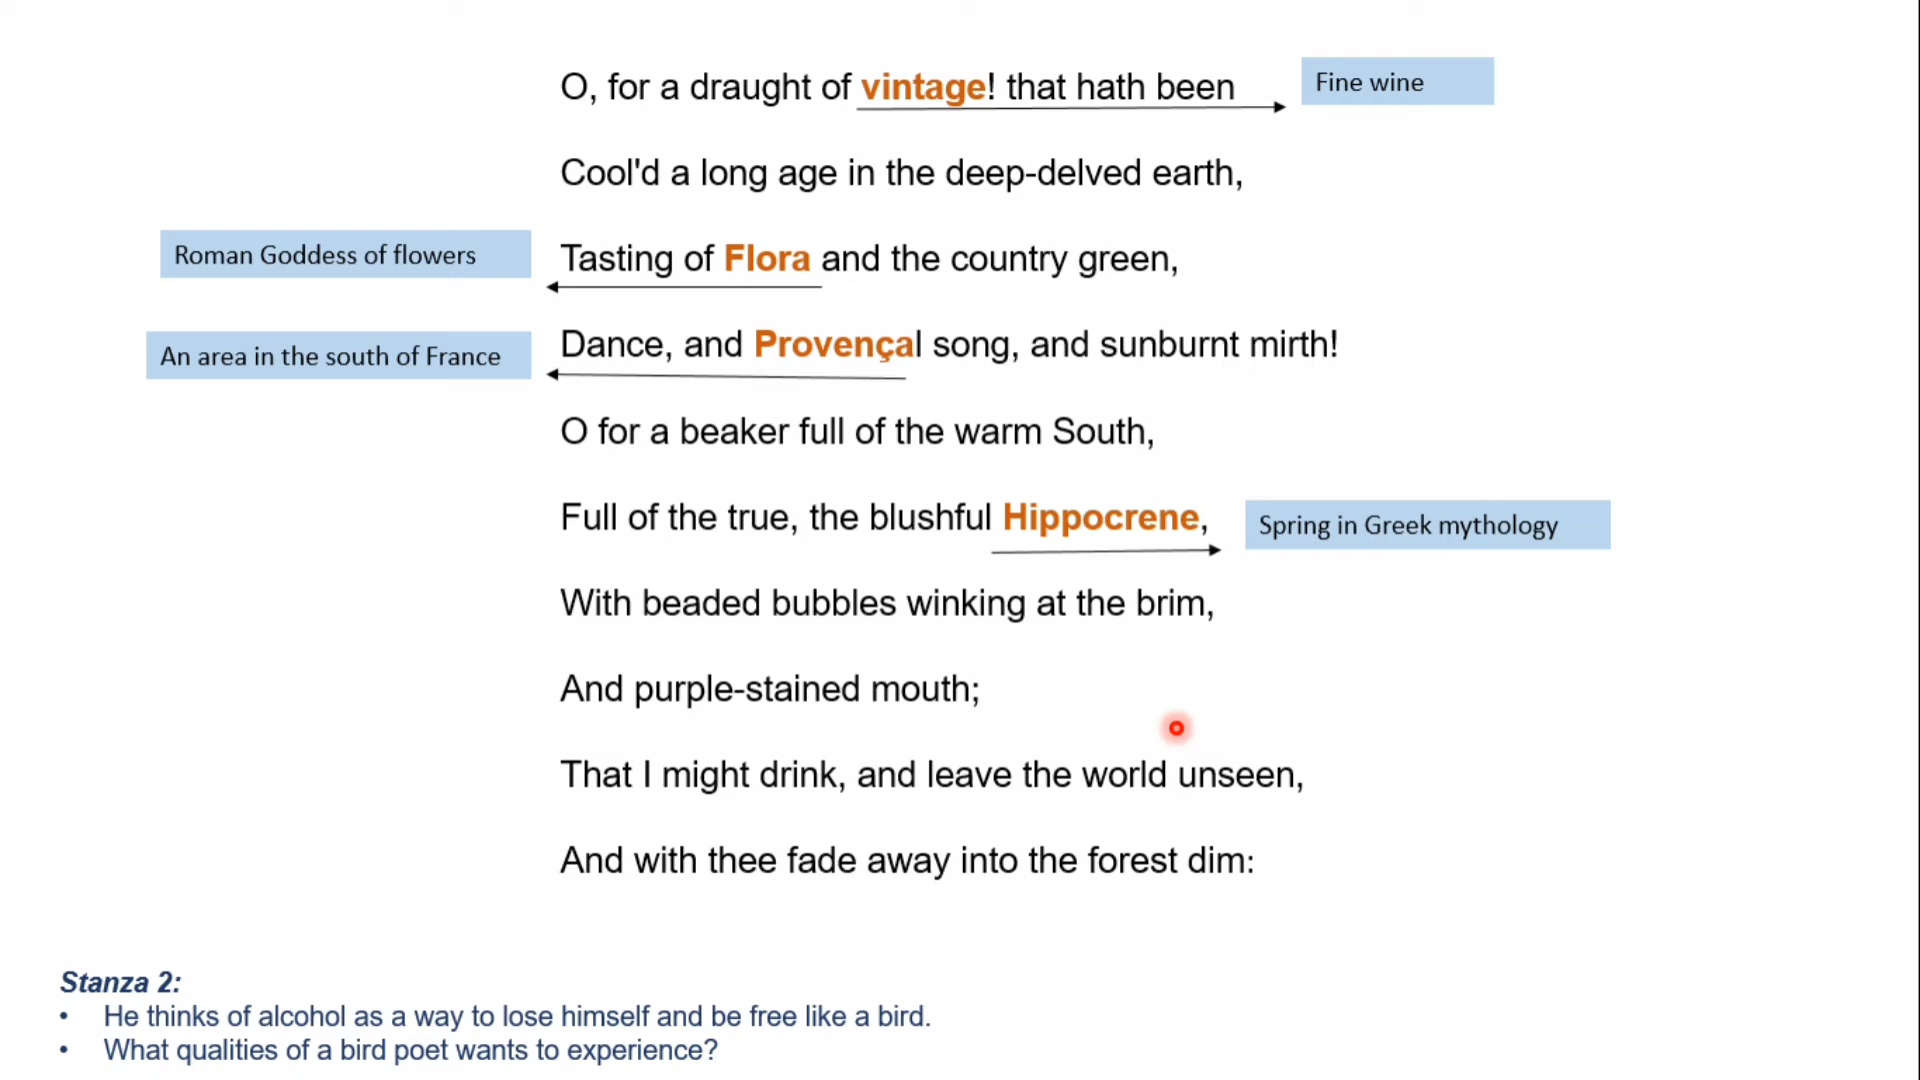 O, for a draught of vintage! that hath been
Fine wine
Cool'd a long age in the deep-delved earth,
Roman Goddess of flowers
Tasting of Flora and the country green,
An area in the south of France
Dance, and Provençal song, and sunburnt mirth!
O for a beaker full of the warm South,
Full of the true, the blushful Hippocrene,
Spring in Greek mythology
With beaded bubbles winking at the brim,
And purple-stained mouth;
That I might drink, and leave the world unseen,
And with thee fade away into the forest dim:
Stanza 2:
• He thinks of alcohol as a way to lose himself and be free like a bird.
• What qualities of a bird poet wants to experience?